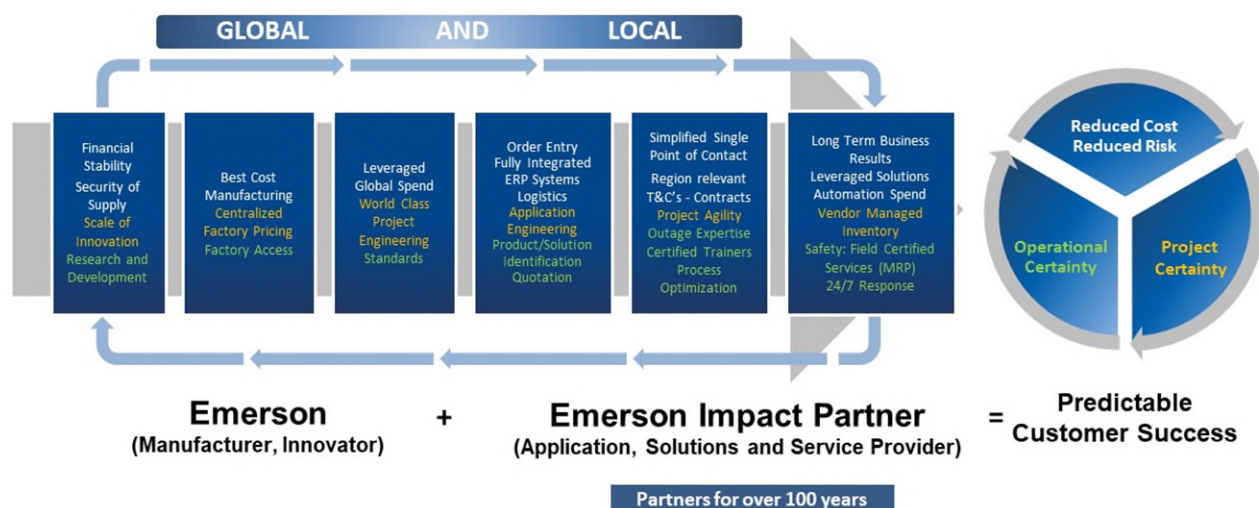 GLOBAL AND LOCAL
Financial
Stability
Security of
Supply
Scale of
Innovation
Research and
Development
Best Cost
Manufacturing
Centralized
Factory Pricing
Factory Access
Leveraged
Global Spend
World Class
Project
Engineering
Standards
Order Entry
Fully Integrated
ERP Systems
Logistics
Application
Engineering
Product/Solution
Identification
Quotation
Simplified Single
Point of Contact
Region relevant
T&C's - Contracts
Project Agility
Outage Expertise
Certified Trainers
Process
Optimization
Long Term Business
Results
Leveraged Solutions
Automation Spend
Vendor Managed
Inventory
Safety: Field Certified
Services (MRP)
24/7 Response
Reduced Cost
Reduced Risk
Operational
Certainty
Project
Certainty
Emerson
(Manufacturer, Innovator)
+
Emerson Impact Partner
(Application, Solutions and Service Provider)
=
Predictable
Customer Success
Partners for over 100 years